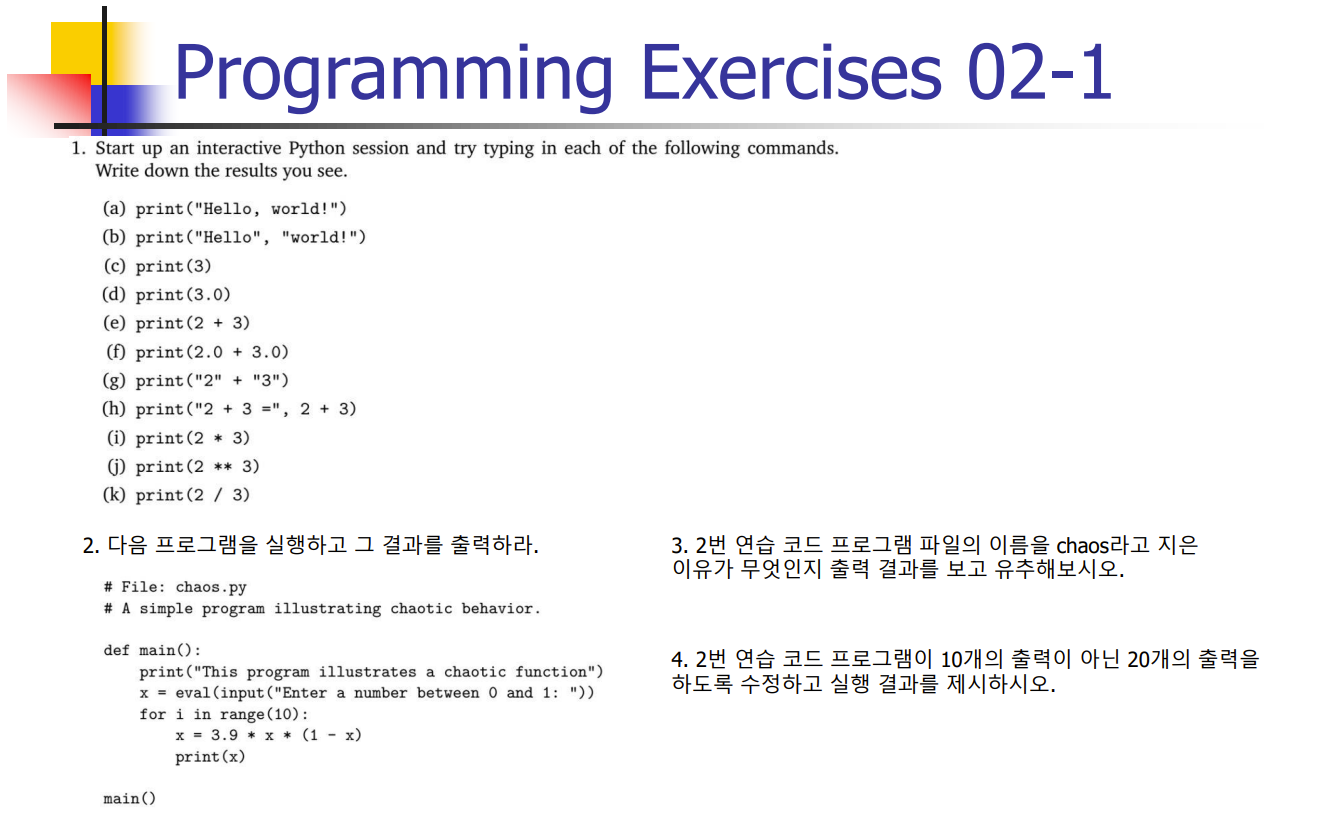 Programming Exercises 02-1
1. Start up an interactive Python session and try typing in each of the following commands.
Write down the results you see.
(a) print("Hello, world!")
(b) print("Hello", "world!")
(c) print(3)
(d) print(3.0)
(e) print(2 + 3)
(f) print(2.0 + 3.0)
(g) print("2" + "3")
(h) print("2 + 3 =", 2 + 3)
(i) print(2 * 3)
(j) print(2 ** 3)
(k) print(2 / 3)
2. 다음 프로그램을 실행하고 그 결과를 출력하라.
# File: chaos.py
# A simple program illustrating chaotic behavior.
def main():
    print("This program illustrates a chaotic function")
    x = eval(input("Enter a number between 0 and 1: "))
    for i in range(10):
        x = 3.9 * x * (1 - x)
        print(x)
main()
3. 2번 연습 코드 프로그램 파일의 이름을 chaos라고 지은
이유가 무엇인지 출력 결과를 보고 유추해보시오.
4. 2번 연습 코드 프로그램이 10개의 출력이 아닌 20개의 출력을
하도록 수정하고 실행 결과를 제시하시오.